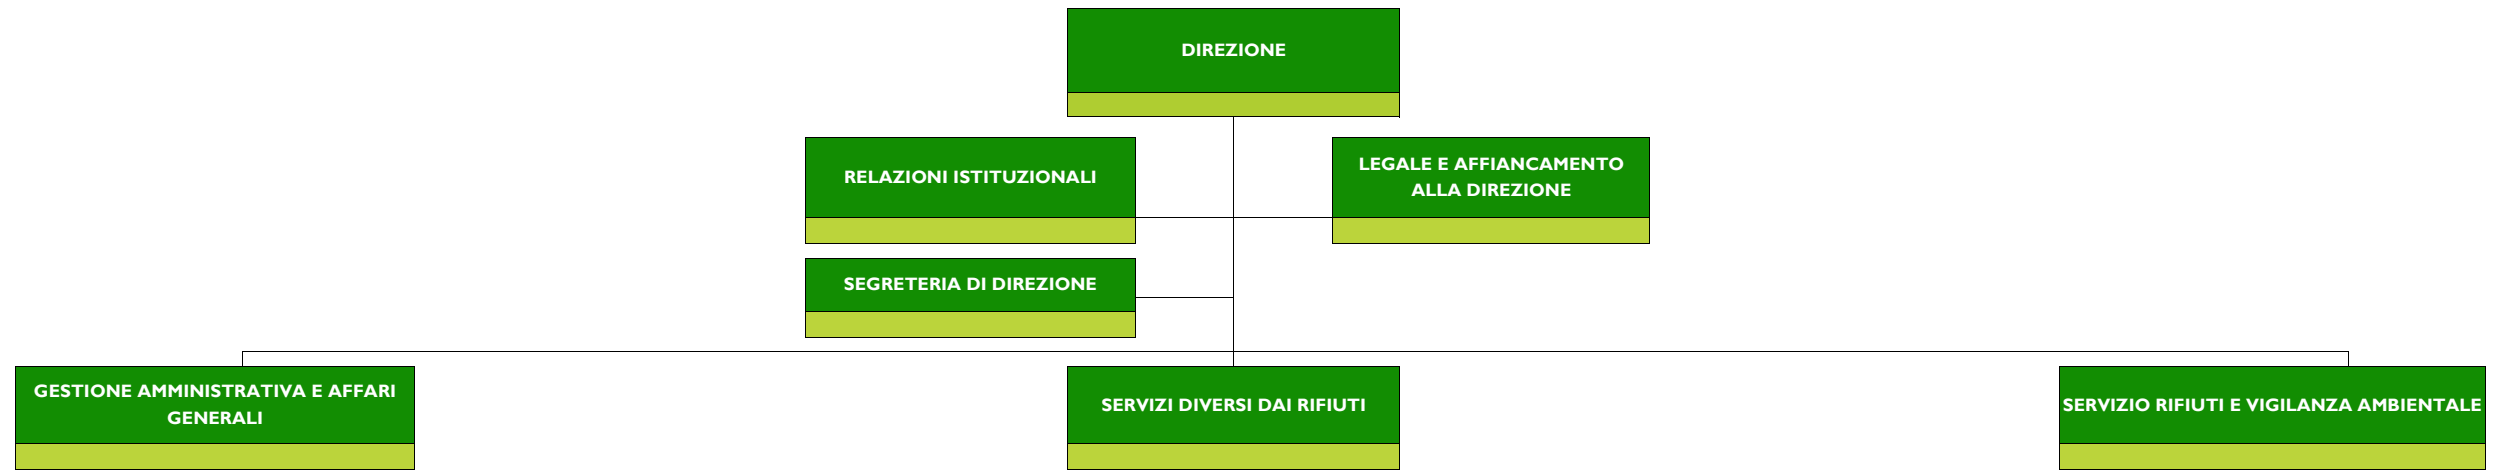 DIREZIONE
RELAZIONI ISTITUZIONALI
LEGALE E AFFIANCAMENTO
ALLA DIREZIONE
SEGRETERIA DI DIREZIONE
GESTIONE AMMINISTRATIVA E AFFARI
GENERALI
SERVIZI DIVERSI DAI RIFIUTI
SERVIZIO RIFIUTI E VIGILANZA AMBIENTALE